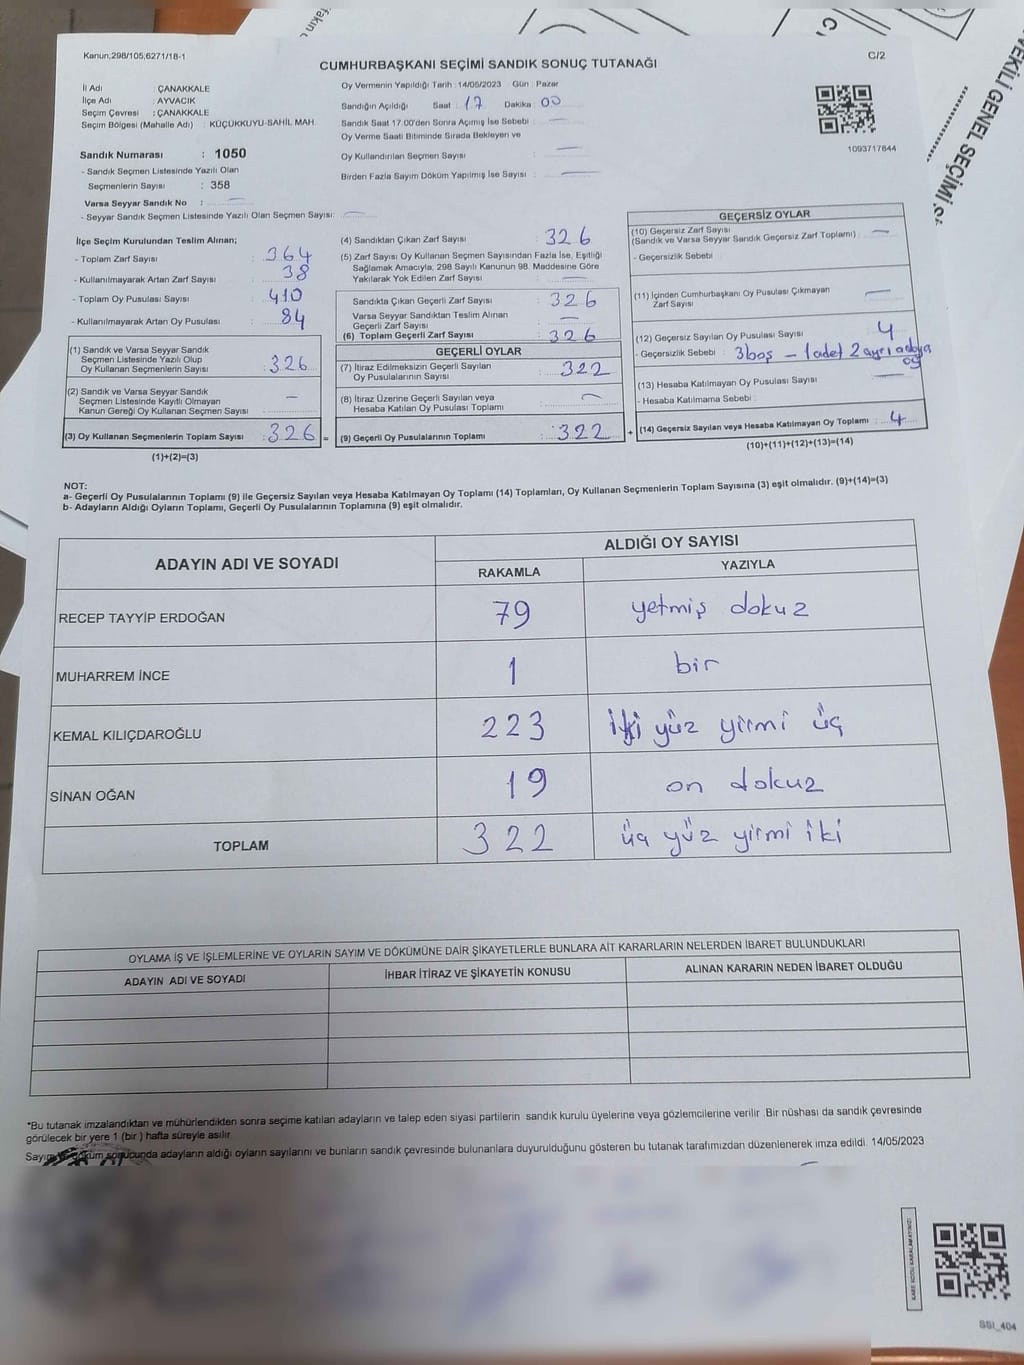 Kanun;298/105,6271/18-1
C/2
CUMHURBAŞKANI SEÇİMİ SANDIK SONUÇ TUTANAĞI
İl Adı : ÇANAKKALE
İlçe Adı : AYVACIK
Seçim Çevresi : ÇANAKKALE
Seçim Bölgesi (Mahalle Adı) : KÜÇÜKKUYU-SAHİL MAH.
Sandık Numarası : 1050
- Sandık Seçmen Listesinde Yazılı Olan
Seçmenlerin Sayısı : 358
Varsa Seyyar Sandık No : —
- Seyyar Sandık Seçmen Listesinde Yazılı Olan Seçmen Sayısı: —
Oy Vermenin Yapıldığı Tarih : 14/05/2023 Gün : Pazar
Sandığın Açıldığı Saat : 17 Dakika : 00
Sandık Saat 17.00'den Sonra Açımış İse Sebebi : —
Oy Verme Saati Bitiminde Sırada Bekleyen ve
Oy Kullandırılan Seçmen Sayısı : —
Birden Fazla Sayım Döküm Yapılmış İse Sayısı : —
1093717644
İlçe Seçim Kurulundan Teslim Alınan;
- Toplam Zarf Sayısı : 364
- Kullanılmayarak Artan Zarf Sayısı : 38
- Toplam Oy Pusulası Sayısı : 410
- Kullanılmayarak Artan Oy Pusulası : 84
(1) Sandık ve Varsa Seyyar Sandık
Seçmen Listesinde Yazılı Olup
Oy Kullanan Seçmenlerin Sayısı : 326
(2) Sandık ve Varsa Seyyar Sandık
Seçmen Listesinde Kayıtlı Olmayan
Kanun Gereği Oy Kullanan Seçmen Sayısı : —
(3) Oy Kullanan Seçmenlerin Toplam Sayısı : 326 =
(1)+(2)=(3)
(4) Sandıktan Çıkan Zarf Sayısı : 326
(5) Zarf Sayısı Oy Kullanan Seçmen Sayısından Fazla İse, Eşitliği
Sağlamak Amacıyla, 298 Sayılı Kanunun 98. Maddesine Göre
Yakılarak Yok Edilen Zarf Sayısı : —
Sandıkta Çıkan Geçerli Zarf Sayısı : 326
Varsa Seyyar Sandıktan Teslim Alınan
Geçerli Zarf Sayısı : —
(6) Toplam Geçerli Zarf Sayısı : 326
GEÇERLİ OYLAR
(7) İtiraz Edilmeksizin Geçerli Sayılan
Oy Pusulalarının Sayısı : 322
(8) İtiraz Üzerine Geçerli Sayılan veya
Hesaba Katılan Oy Pusulası Toplamı : —
(9) Geçerli Oy Pusulalarının Toplamı : 322 +
GEÇERSİZ OYLAR
(10) Geçersiz Zarf Sayısı
(Sandık ve Varsa Seyyar Sandık Geçersiz Zarf Toplamı) : —
- Geçersizlik Sebebi :
(11) İçinden Cumhurbaşkanı Oy Pusulası Çıkmayan
Zarf Sayısı : —
(12) Geçersiz Sayılan Oy Pusulası Sayısı : 4
- Geçersizlik Sebebi : 3 boş — 1 adet 2 ayrı adaya
oy
(13) Hesaba Katılmayan Oy Pusulası Sayısı : —
- Hesaba Katılmama Sebebi :
(14) Geçersiz Sayılan veya Hesaba Katılmayan Oy Toplamı : 4
(10)+(11)+(12)+(13)=(14)
NOT:
a- Geçerli Oy Pusulalarının Toplamı (9) ile Geçersiz Sayılan veya Hesaba Katılmayan Oy Toplamı (14) Toplamları, Oy Kullanan Seçmenlerin Toplam Sayısına (3) eşit olmalıdır. (9)+(14)=(3)
b- Adayların Aldığı Oyların Toplamı, Geçerli Oy Pusulalarının Toplamına (9) eşit olmalıdır.
ADAYIN ADI VE SOYADI
ALDIĞI OY SAYISI
RAKAMLA YAZIYLA
RECEP TAYYİP ERDOĞAN 79 yetmiş dokuz
MUHARREM İNCE 1 bir
KEMAL KILIÇDAROĞLU 223 iki yüz yirmi üç
SİNAN OĞAN 19 on dokuz
TOPLAM 322 üç yüz yirmi iki
OYLAMA İŞ VE İŞLEMLERİNE VE OYLARIN SAYIM VE DÖKÜMÜNE DAİR ŞİKAYETLERLE BUNLARA AİT KARARLARIN NELERDEN İBARET BULUNDUKLARI
ADAYIN ADI VE SOYADI İHBAR İTİRAZ VE ŞİKAYETİN KONUSU ALINAN KARARIN NEDEN İBARET OLDUĞU
*Bu tutanak imzalandıktan ve mühürlendikten sonra seçime katılan adayların ve talep eden siyasi partilerin sandık kurulu üyelerine veya gözlemcilerine verilir .Bir nüshası da sandık çevresinde
görülecek bir yere 1 (bir ) hafta süreyle asılır.
döküm sonucunda adayların aldığı oyların sayılarını ve bunların sandık çevresinde bulunanlara duyurulduğunu gösteren bu tutanak tarafımızdan düzenlenerek imza edildi. 14/05/2023
KARE KODU KARALAMAYINIZ!
SSI_404
VEKİLİ GENEL SEÇİMİ